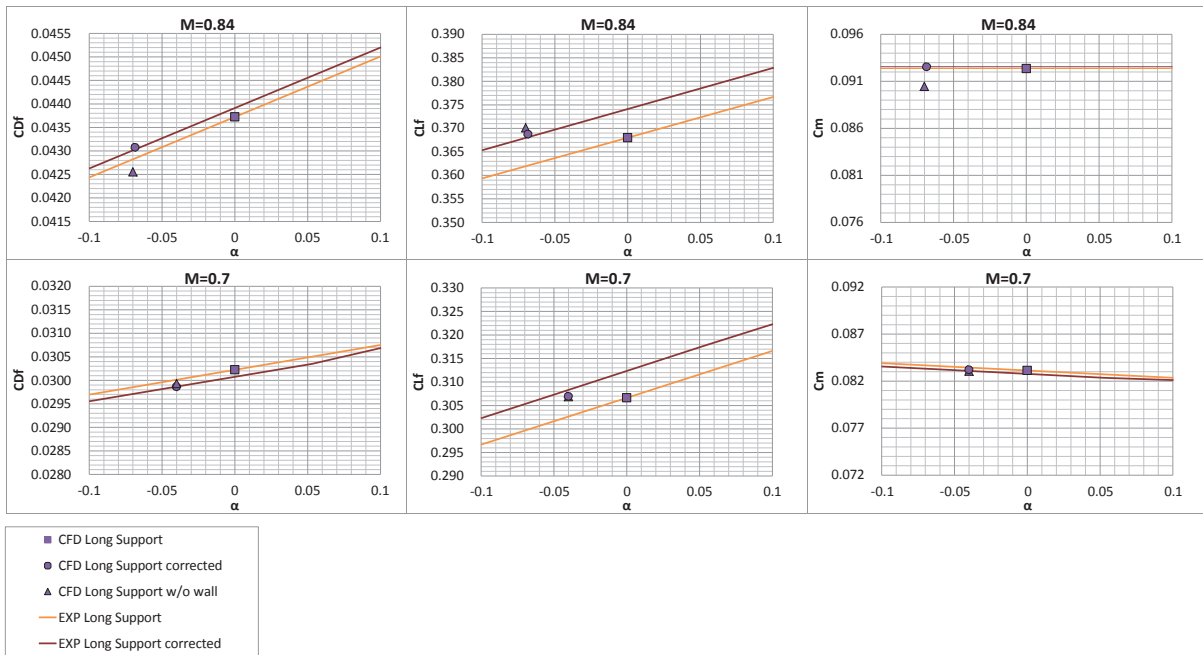 M=0.84
CDf
0.0455
0.0450
0.0445
0.0440
0.0435
0.0430
0.0425
0.0420
0.0415
-0.1 -0.05 0 0.05 0.1
α
M=0.84
CLf
0.390
0.385
0.380
0.375
0.370
0.365
0.360
0.355
0.350
-0.1 -0.05 0 0.05 0.1
α
M=0.84
Cm
0.096
0.091
0.086
0.081
0.076
-0.1 -0.05 0 0.05 0.1
α
M=0.7
CDf
0.0320
0.0315
0.0310
0.0305
0.0300
0.0295
0.0290
0.0285
0.0280
-0.1 -0.05 0 0.05 0.1
α
M=0.7
CLf
0.330
0.325
0.320
0.315
0.310
0.305
0.300
0.295
0.290
-0.1 -0.05 0 0.05 0.1
α
M=0.7
Cm
0.092
0.087
0.082
0.077
0.072
-0.1 -0.05 0 0.05 0.1
α
CFD Long Support
CFD Long Support corrected
CFD Long Support w/o wall
EXP Long Support
EXP Long Support corrected